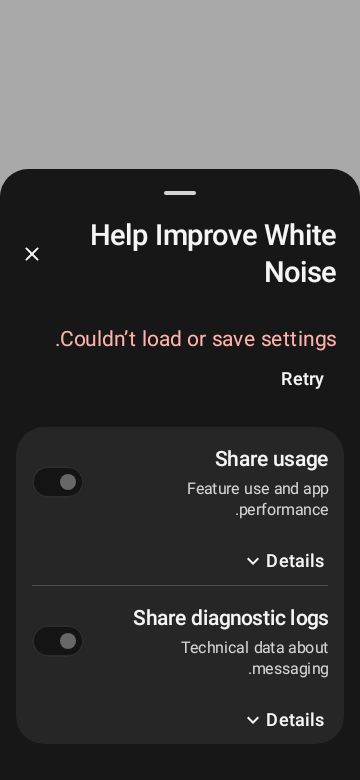 Help Improve White
Noise
Couldn’t load or save settings.
Retry
Share usage
Feature use and app
performance.
Details
Share diagnostic logs
Technical data about
messaging.
Details